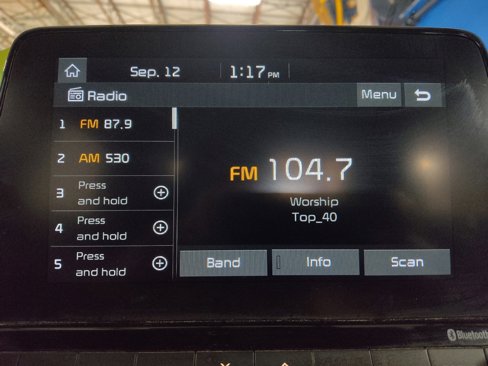 Sep. 12
1:17 PM
Radio
Menu
1 FM 87.9
2 AM 530
3 Press
and hold
4 Press
and hold
5 Press
and hold
FM 104.7
Worship
Top_40
Band
Info
Scan
Bluetooth